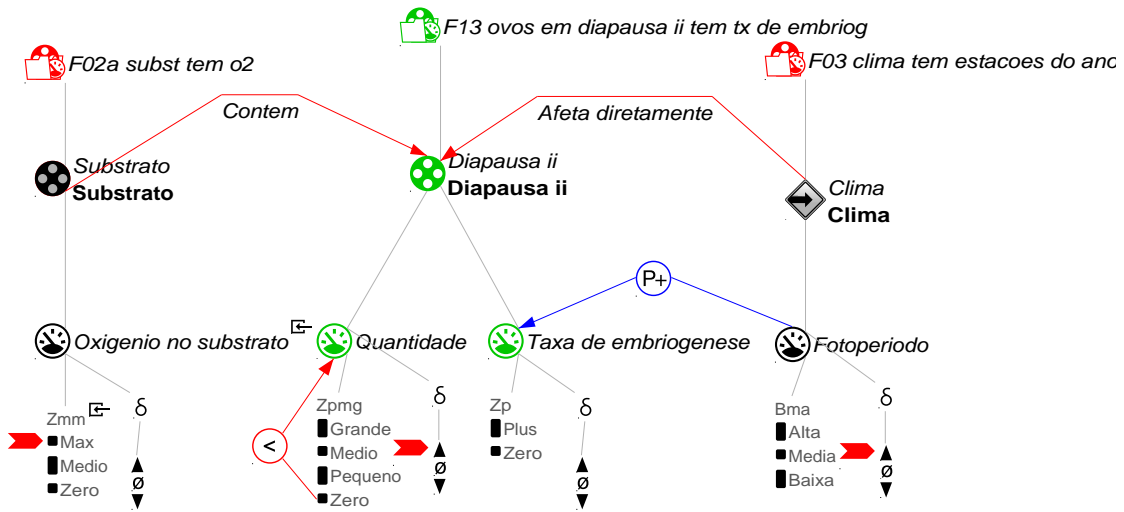 F13 ovos em diapausa ii tem tx de embriog
F02a subst tem o2
F03 clima tem estacoes do ano
Contem
Afeta diretamente
Substrato
Substrato
Diapausa ii
Diapausa ii
Clima
Clima
P+
Oxigenio no substrato
Quantidade
Taxa de embriogenese
Fotoperiodo
Zmm
δ
Max
Medio
Zero
ø
<
Zpmg
δ
Grande
Medio
Pequeno
Zero
ø
Zp
δ
Plus
Zero
ø
Bma
δ
Alta
Media
Baixa
ø